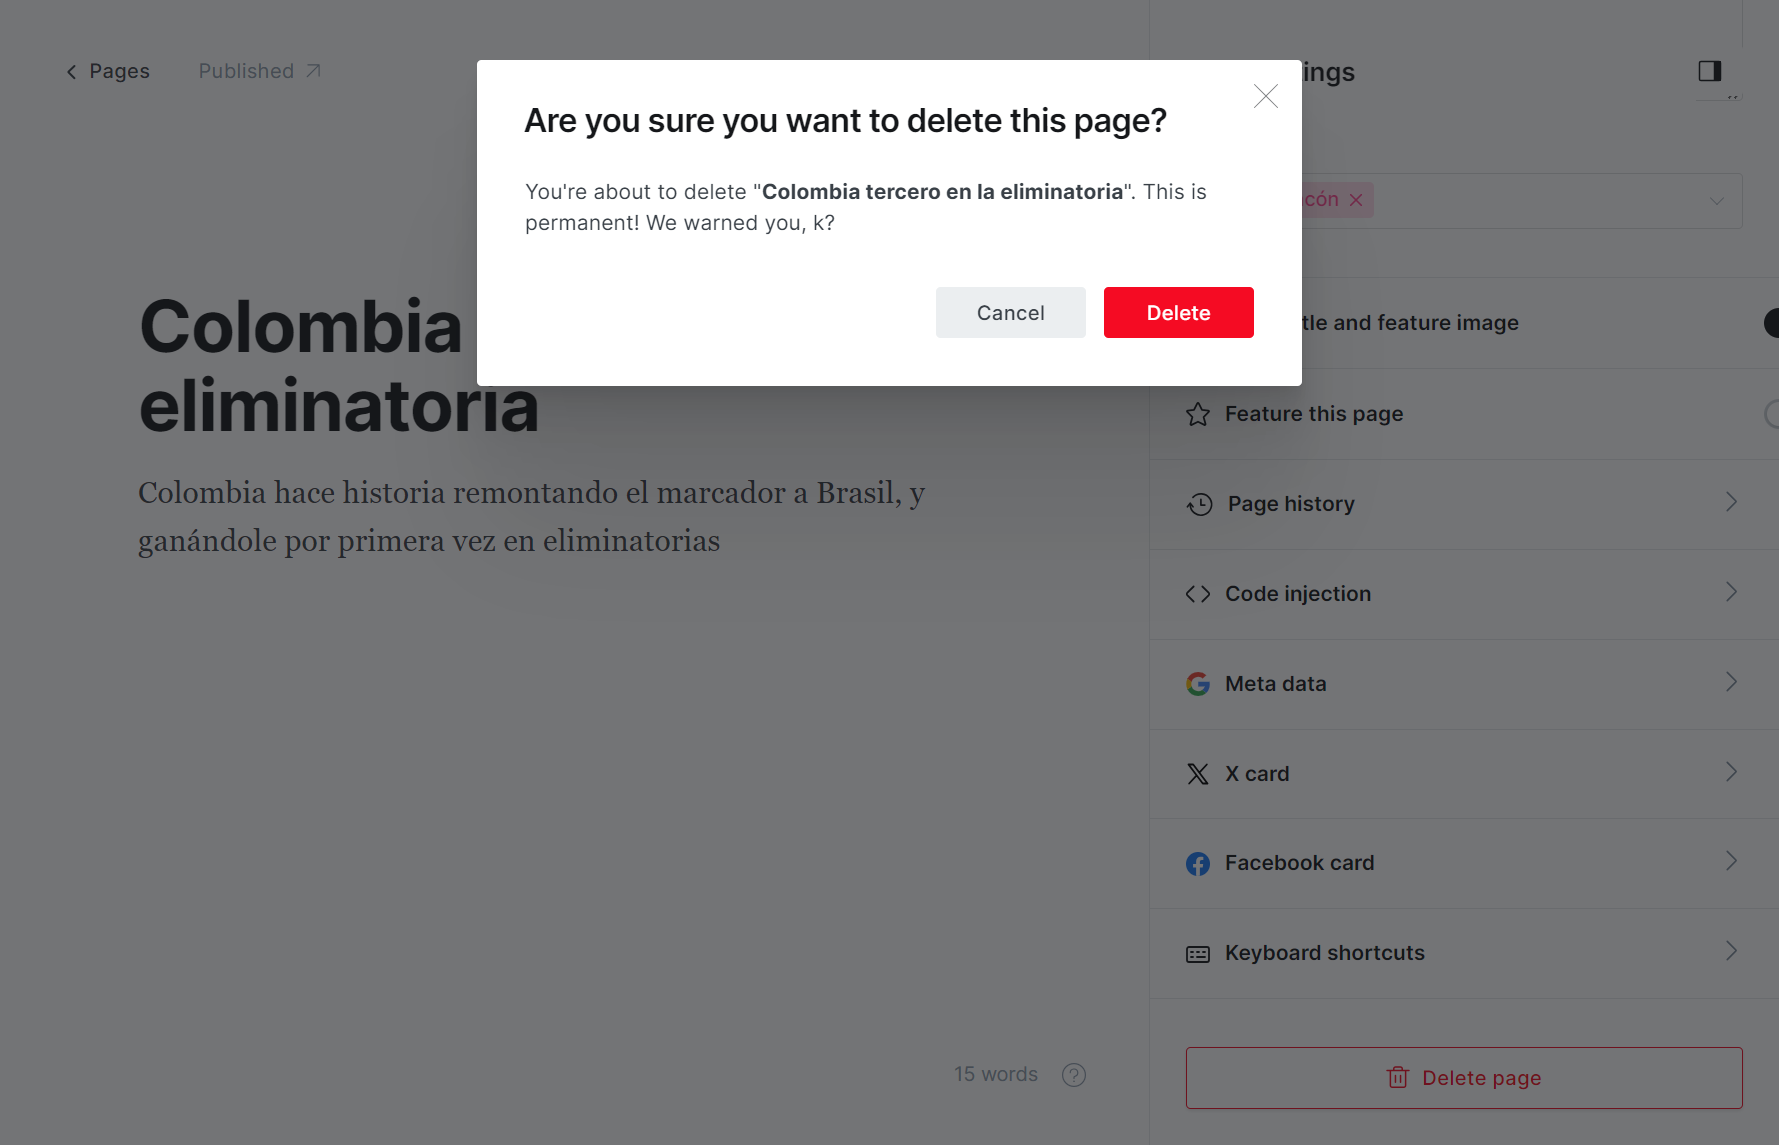 Pages
Published
ings
Are you sure you want to delete this page?
You're about to delete "Colombia tercero en la eliminatoria". This is
permanent! We warned you, k?
Cancel
Delete
cón
tle and feature image
Colombia
eliminatoria
Feature this page
Colombia hace historia remontando el marcador a Brasil, y
ganándole por primera vez en eliminatorias
Page history
Code injection
Meta data
X card
Facebook card
Keyboard shortcuts
15 words
Delete page